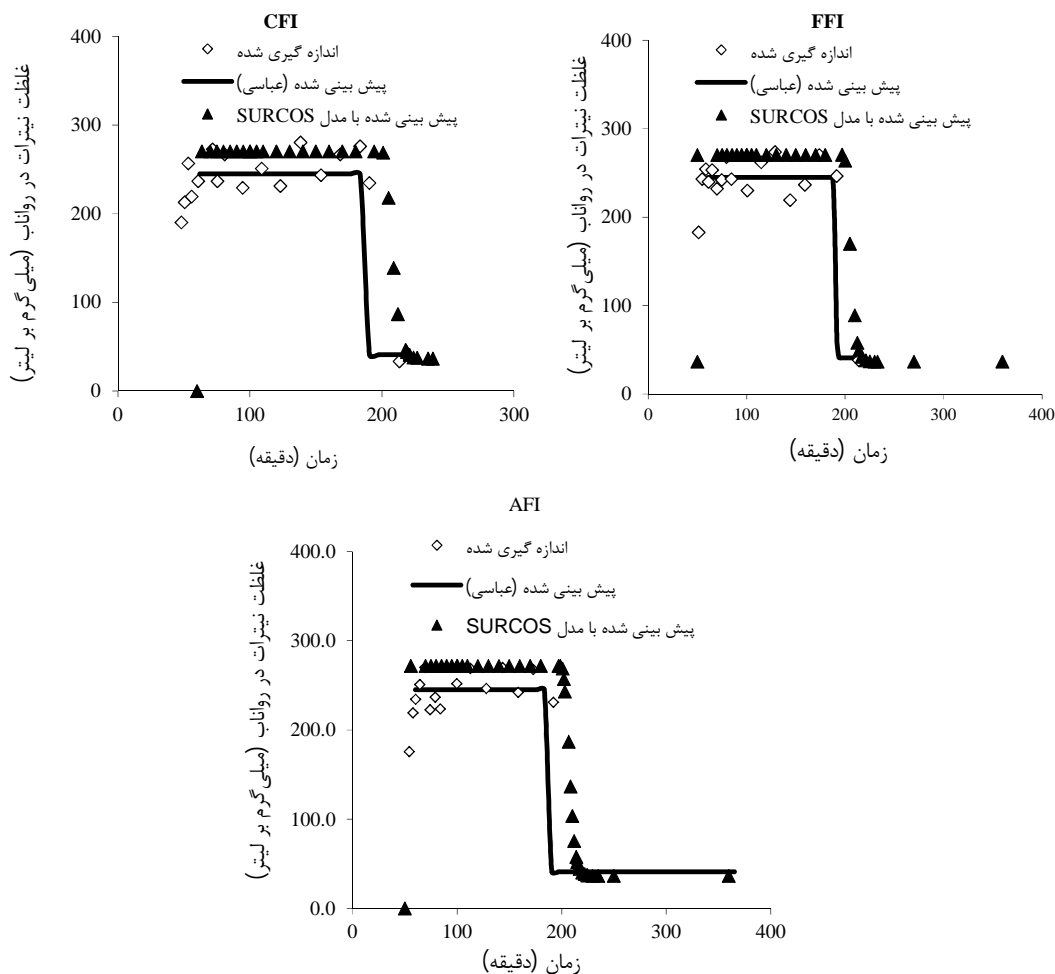 CFI
اندازه گیری شده
پیش بینی شده (عباسی)
پیش بینی شده با مدل SURCOS
غلظت نیترات در رواناب (میلی‌گرم بر لیتر)
400
300
200
100
0
0 100 200 300
زمان (دقیقه)
FFI
اندازه گیری شده
پیش بینی شده (عباسی)
پیش بینی شده با مدل SURCOS
غلظت نیترات در رواناب (میلی‌گرم بر لیتر)
400
300
200
100
0
0 100 200 300 400
زمان (دقیقه)
AFI
اندازه گیری شده
پیش بینی شده (عباسی)
پیش بینی شده با مدل SURCOS
غلظت نیترات در رواناب (میلی‌گرم بر لیتر)
400.0
300.0
200.0
100.0
0.0
0 100 200 300 400
زمان (دقیقه)